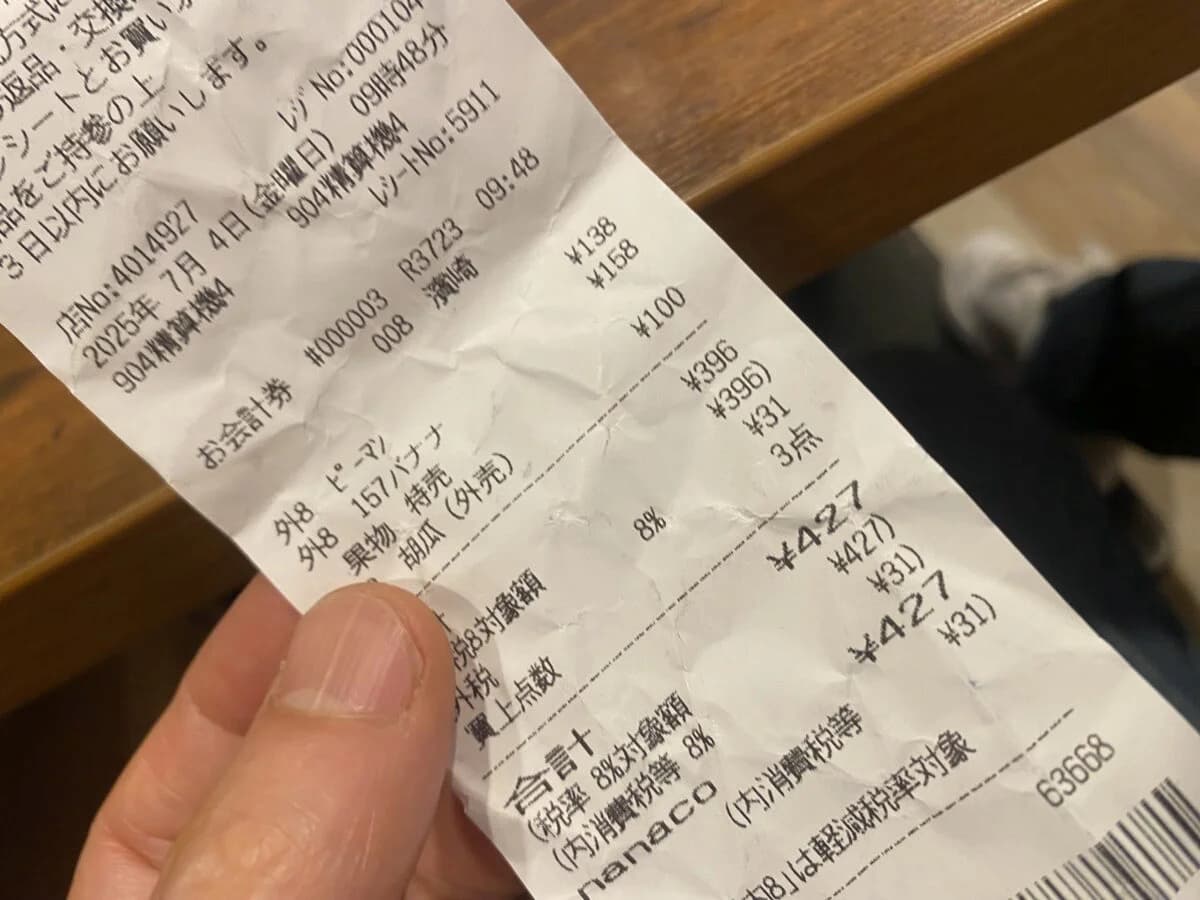 方式に
返品・交換
シートとお買い
品をご持参の上
3日以内にお願いします。
店No:4014927 レジNo:000104
2025年 7月 4日(金曜日) 09時48分
904精算機4 904精算機4
レシートNo:5911
お会計券 #000003 R3723 09:48
008 濱崎
外8 ピーマン ¥138
外8 157バナナ ¥158
果物 特売
胡瓜(外売) ¥100
¥396
税8対象額 ¥396)
外税 8% ¥31
買上点数 3点
合計 ¥427
(税率 8%対象額 ¥427)
(内消費税等 8% ¥31)
nanaco ¥427
(内消費税等 ¥31)
8」は軽減税率対象
63668